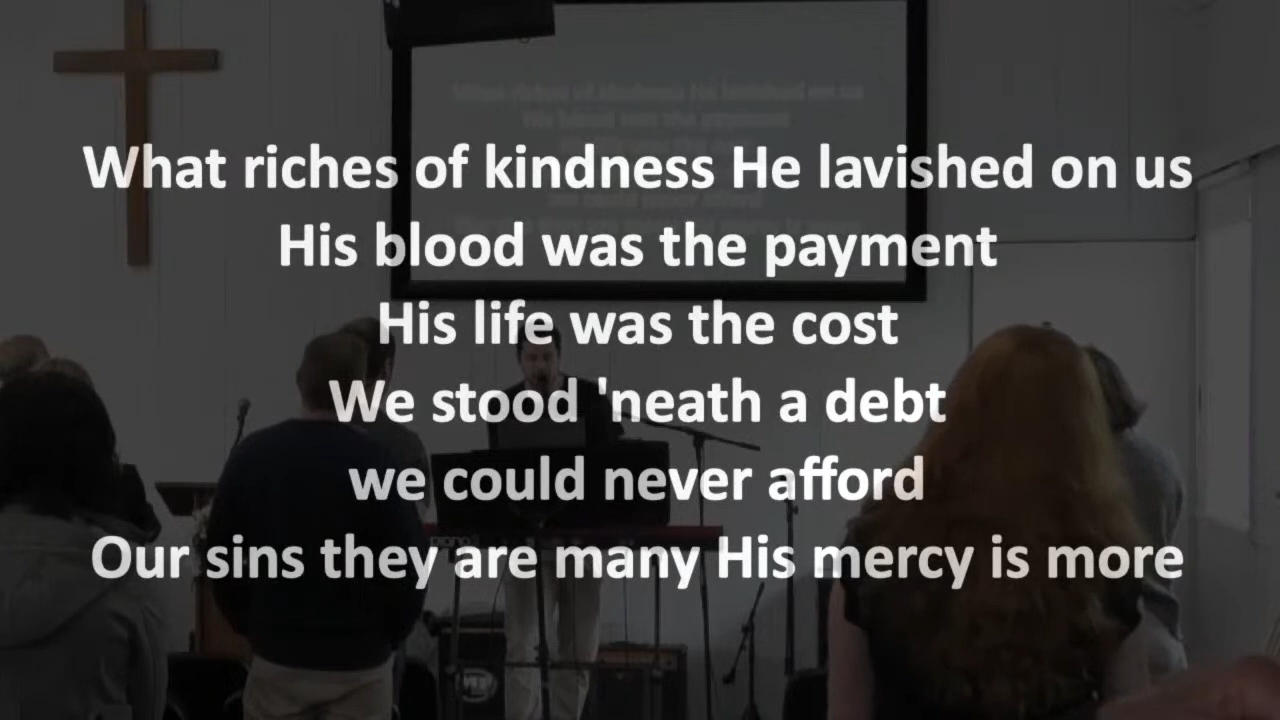 What riches of kindness He lavished on us
His blood was the payment
His life was the cost
We stood 'neath a debt
we could never afford
Our sins they are many His mercy is more